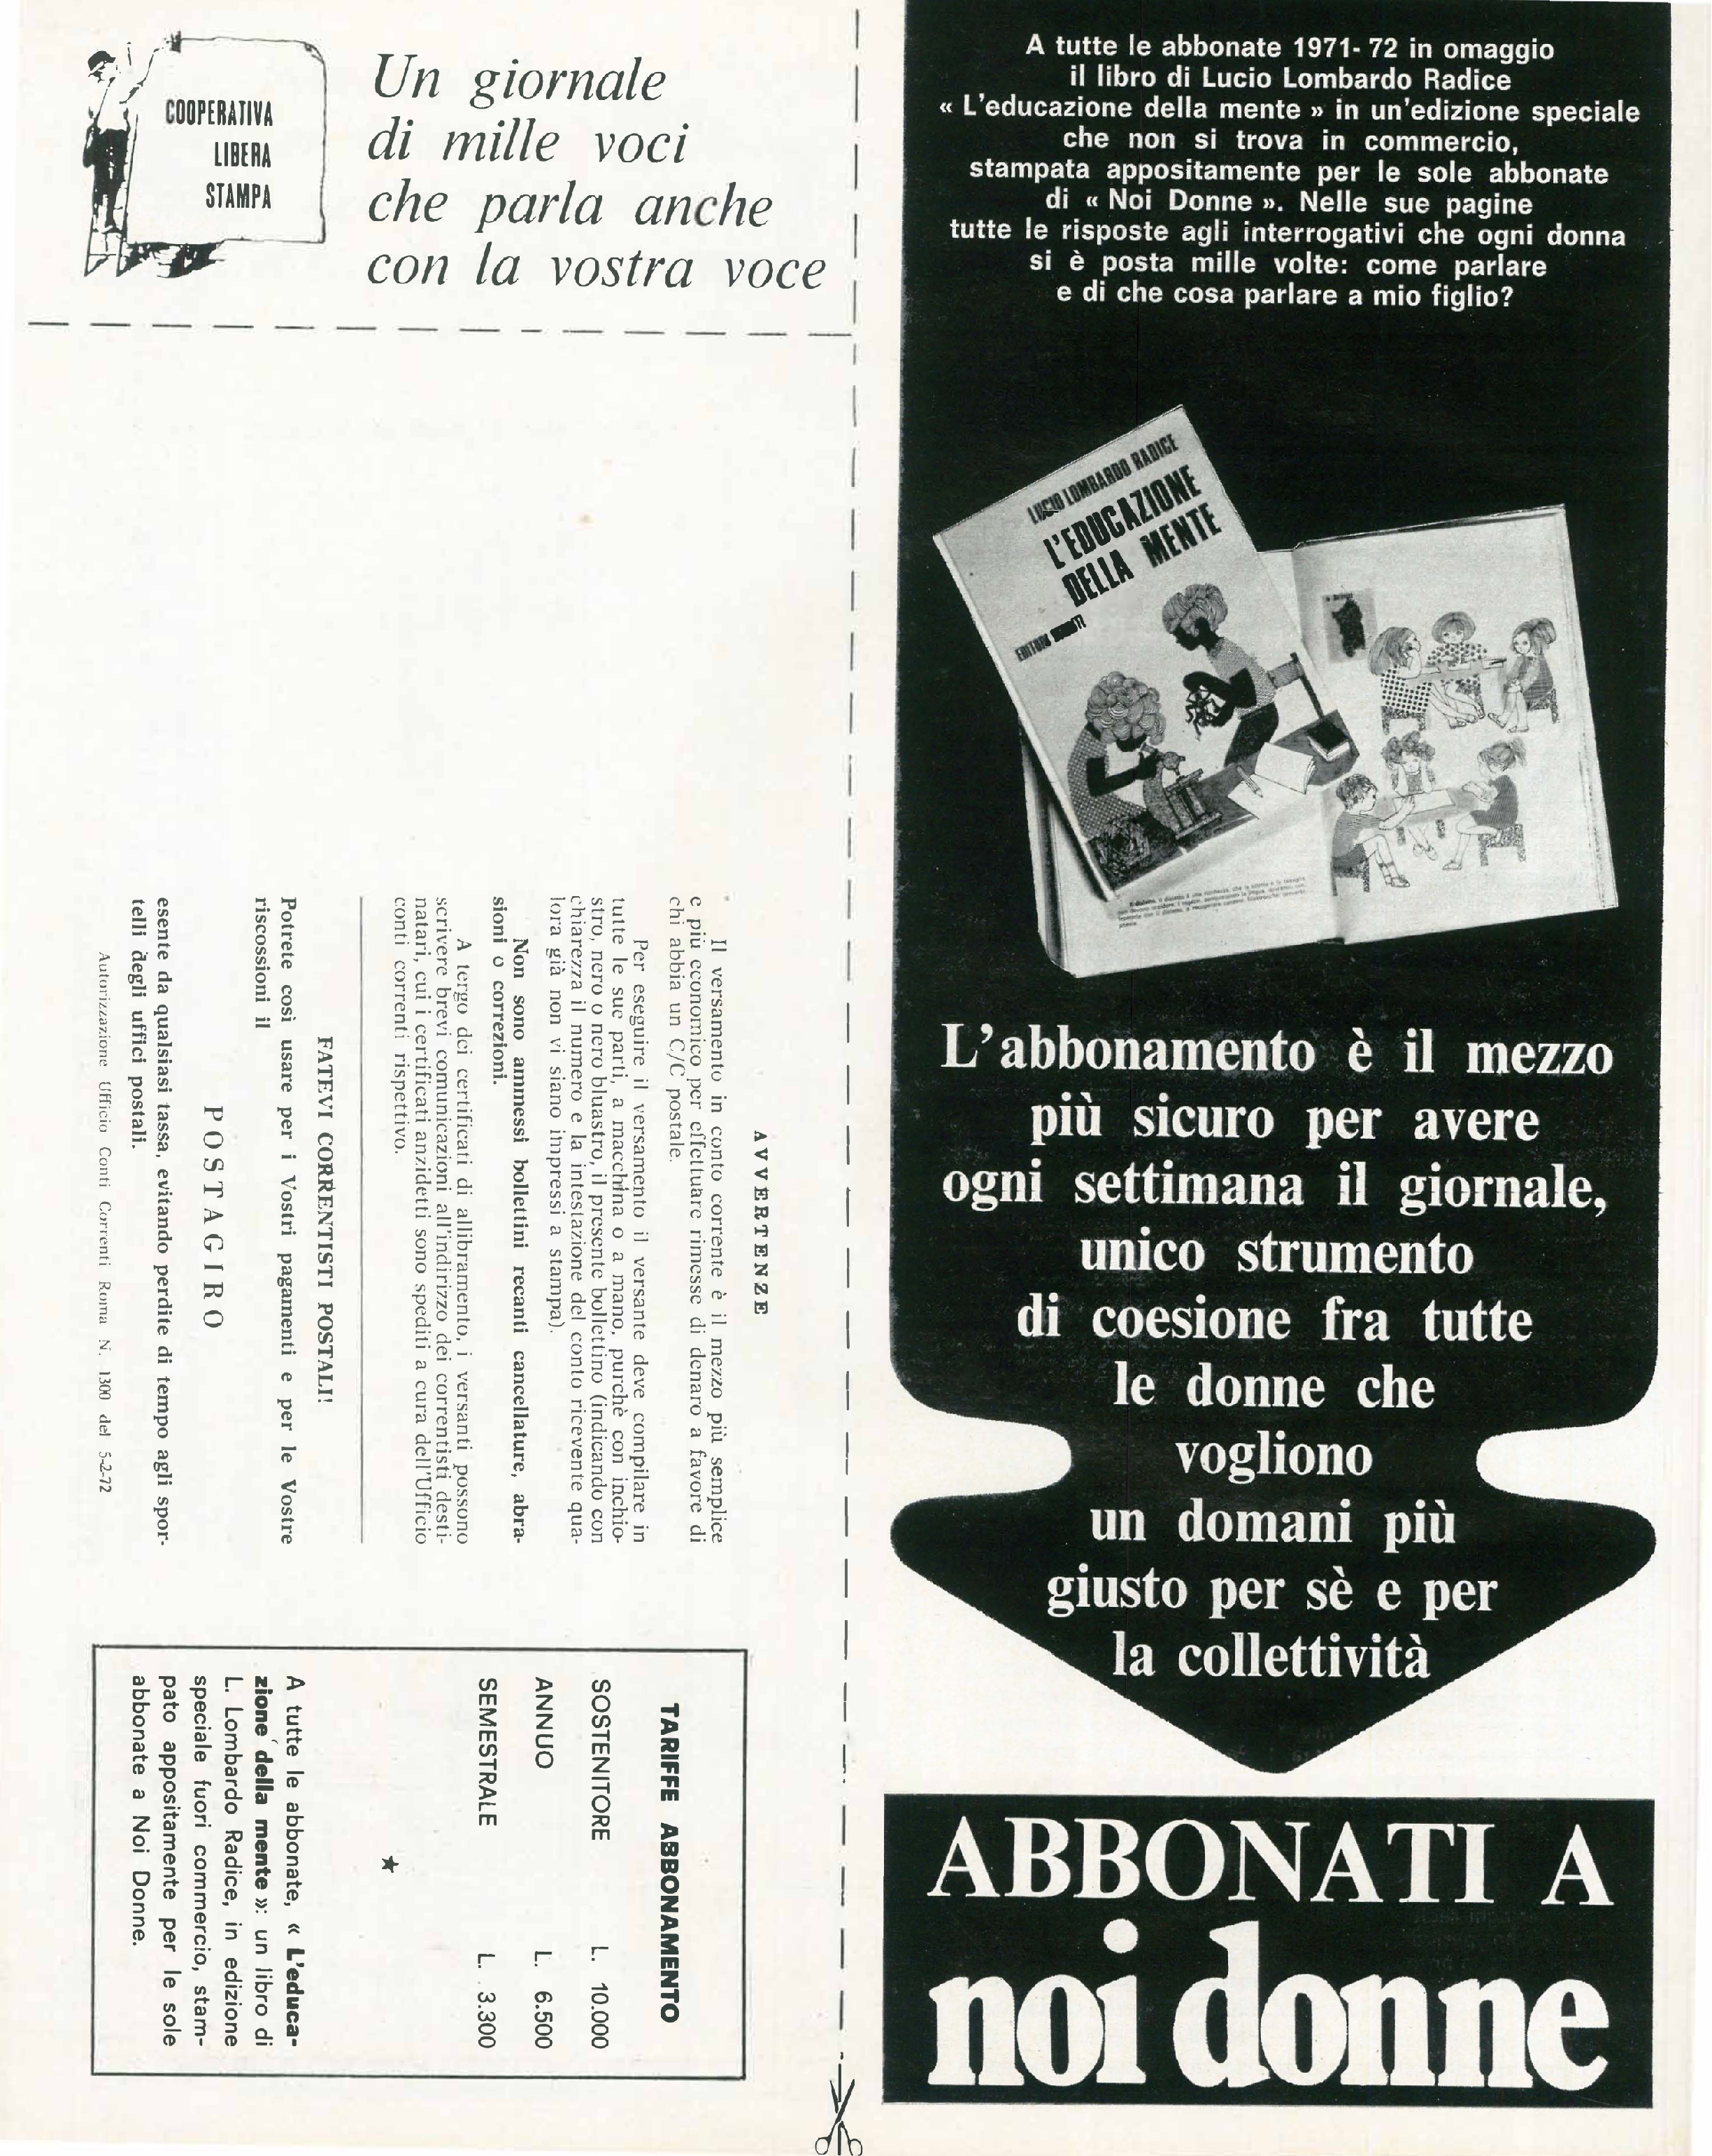 COOPERATIVA
LIBERA
STAMPA
Un giornale
di mille voci
che parla anche
con la vostra voce
AVVERTENZE
Il versamento in conto corrente è il mezzo più semplice
e più economico per effettuare rimesse di denaro a favore di
chi abbia un C/C postale.
Per eseguire il versamento il versante deve compilare in
tutte le sue parti, a macchina o a mano, purchè con inchio-
stro, nero o nero bluastro, il presente bollettino (indicando con
chiarezza il numero e la intestazione del conto ricevente qua-
lora già non vi siano impressi a stampa).
Non sono ammessi bollettini recanti cancellature, abra-
sioni o correzioni.
A tergo dei certificati di allibramento, i versanti possono
scrivere brevi comunicazioni all'indirizzo dei correntisti desti-
natari, cui i certificati anzidetti sono spediti a cura dell'Ufficio
conti correnti rispettivo.
FATEVI CORRENTISTI POSTALI!
Potrete così usare per i Vostri pagamenti e per le Vostre
riscossioni il
POSTAGIRO
esente da qualsiasi tassa, evitando perdite di tempo agli spor-
telli degli uffici postali.
Autorizzazione Ufficio Conti Correnti Roma N. 1300 del 5-2-72
TARIFFE ABBONAMENTO
SOSTENITORE L. 10.000
ANNUO L. 6.500
SEMESTRALE L. 3.300
★
A tutte le abbonate, « L'educa-
zione della mente »: un libro di
L. Lombardo Radice, in edizione
speciale fuori commercio, stam-
pato appositamente per le sole
abbonate a Noi Donne.
A tutte le abbonate 1971-72 in omaggio
il libro di Lucio Lombardo Radice
« L'educazione della mente » in un'edizione speciale
che non si trova in commercio,
stampata appositamente per le sole abbonate
di « Noi Donne ». Nelle sue pagine
tutte le risposte agli interrogativi che ogni donna
si è posta mille volte: come parlare
e di che cosa parlare a mio figlio?
LUCIO LOMBARDO RADICE
L'EDUCAZIONE
DELLA MENTE
EDITORI
L'abbonamento è il mezzo
più sicuro per avere
ogni settimana il giornale,
unico strumento
di coesione fra tutte
le donne che
vogliono
un domani più
giusto per sè e per
la collettività
ABBONATI A
noi donne